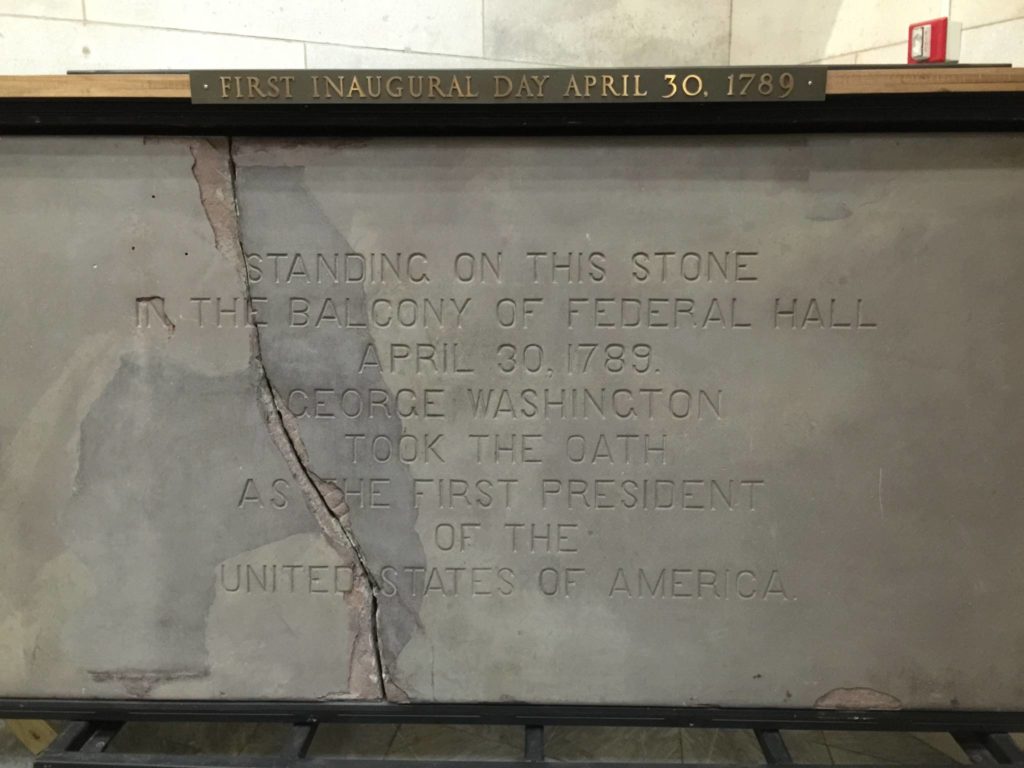 FIRST INAUGURAL DAY APRIL 30, 1789
STANDING ON THIS STONE
IN THE BALCONY OF FEDERAL HALL
APRIL 30, 1789.
GEORGE WASHINGTON
TOOK THE OATH
AS THE FIRST PRESIDENT
OF THE
UNITED STATES OF AMERICA.